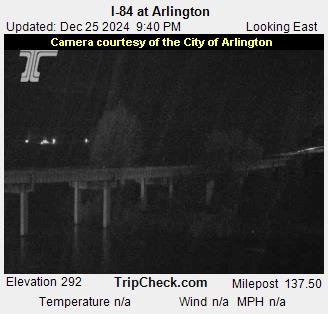 I-84 at Arlington
Updated: Dec 25 2024 9:40 PM Looking East
Camera courtesy of the City of Arlington
Elevation 292 TripCheck.com Milepost 137.50
Temperature n/a Wind n/a MPH n/a